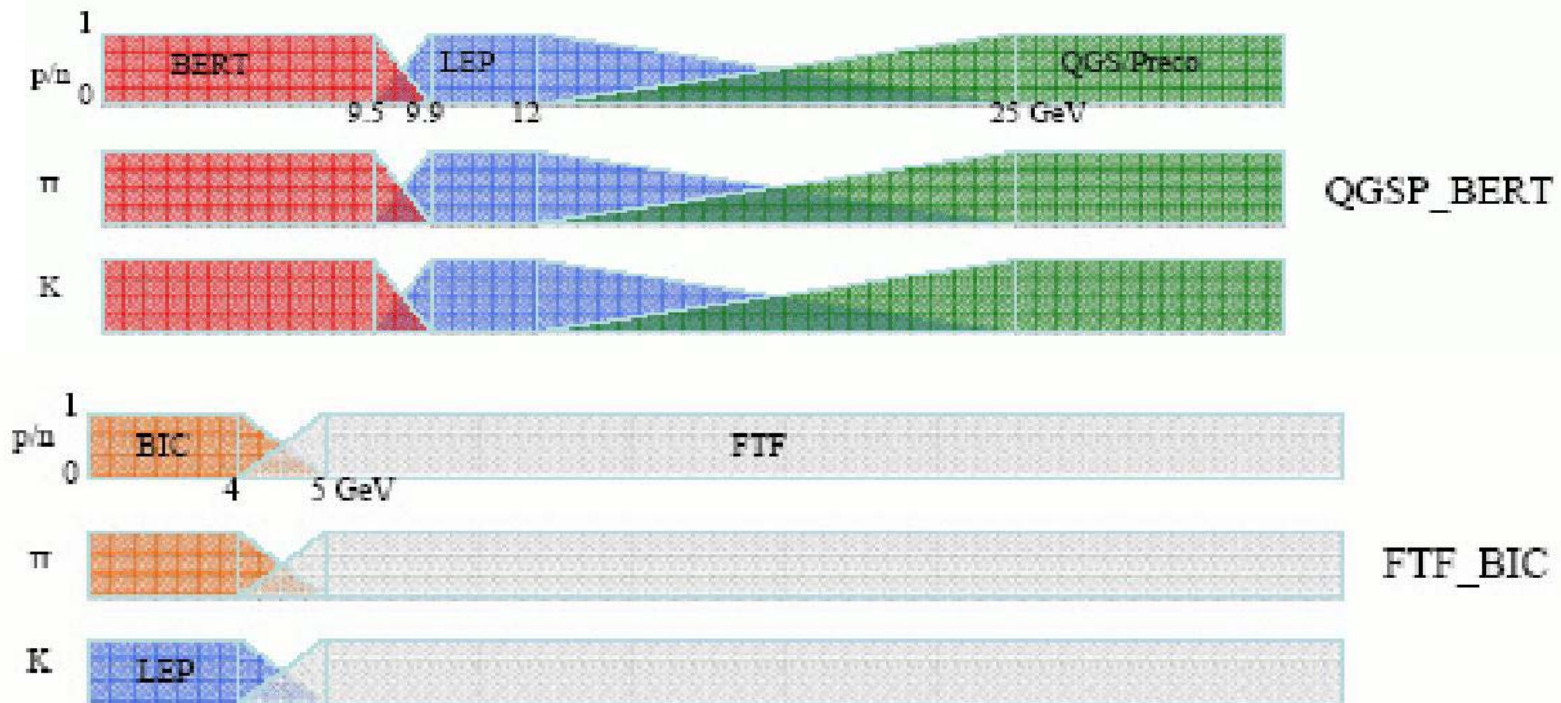 1
BERT LEP QGS/Preco
p/n
0
9.5 9.9 12 25 GeV
π
QGSP_BERT
K
1
p/n BIC FTF
0
4 5 GeV
π
FTF_BIC
K LEP